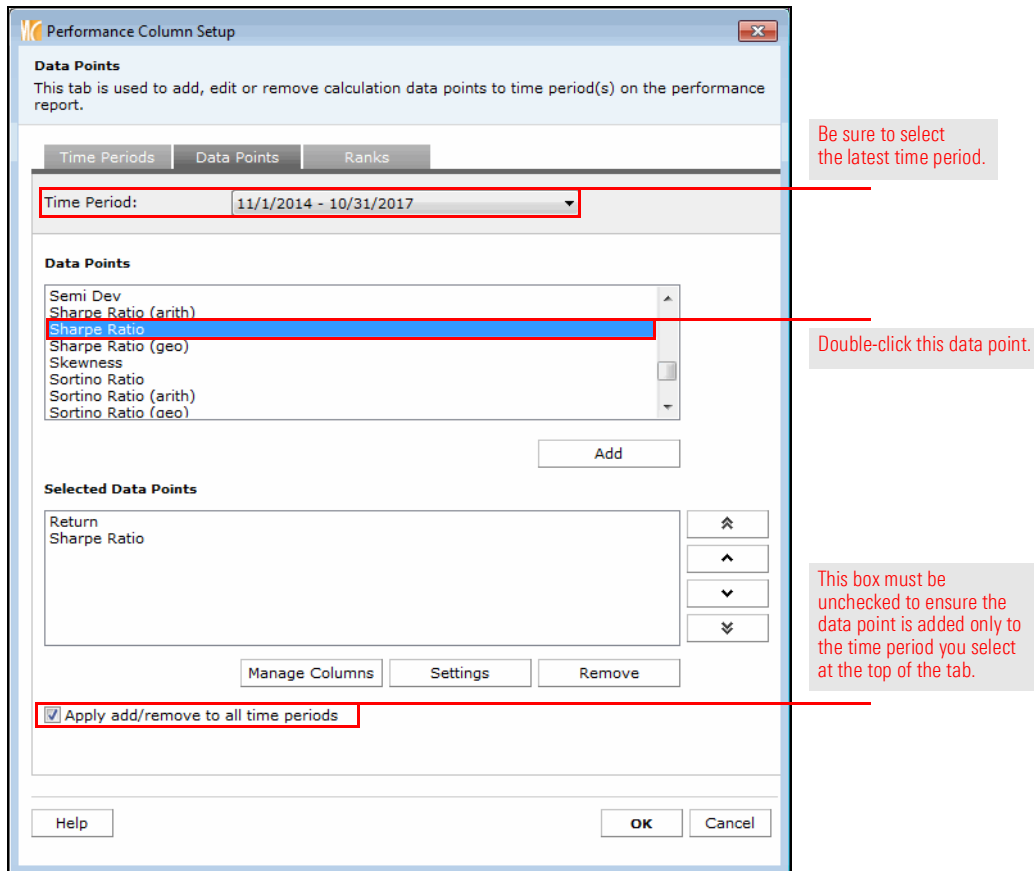 Performance Column Setup
Data Points
This tab is used to add, edit or remove calculation data points to time period(s) on the performance
report.
Time Periods
Data Points
Ranks
Be sure to select
the latest time period.
Time Period:
11/1/2014 - 10/31/2017
Data Points
Semi Dev
Sharpe Ratio (arith)
Sharpe Ratio
Sharpe Ratio (geo)
Skewness
Sortino Ratio
Sortino Ratio (arith)
Sortino Ratio (geo)
Double-click this data point.
Add
Selected Data Points
Return
Sharpe Ratio
This box must be
unchecked to ensure the
data point is added only to
the time period you select
at the top of the tab.
Manage Columns
Settings
Remove
Apply add/remove to all time periods
Help
OK
Cancel